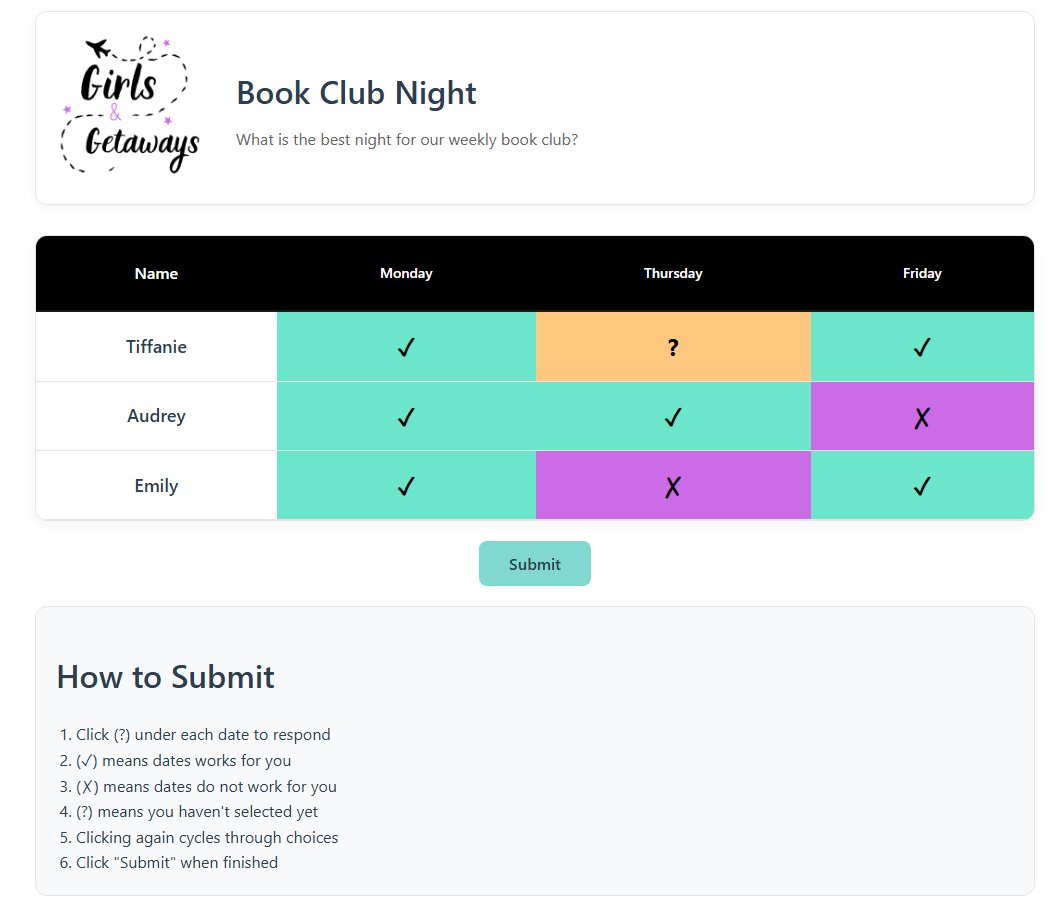 Girls
&
Getaways
Book Club Night
What is the best night for our weekly book club?
Name Monday Thursday Friday
Tiffanie ✓ ? ✓
Audrey ✓ ✓ ✗
Emily ✓ ✗ ✓
Submit
How to Submit
1. Click (?) under each date to respond
2. (✓) means dates works for you
3. (✗) means dates do not work for you
4. (?) means you haven't selected yet
5. Clicking again cycles through choices
6. Click "Submit" when finished